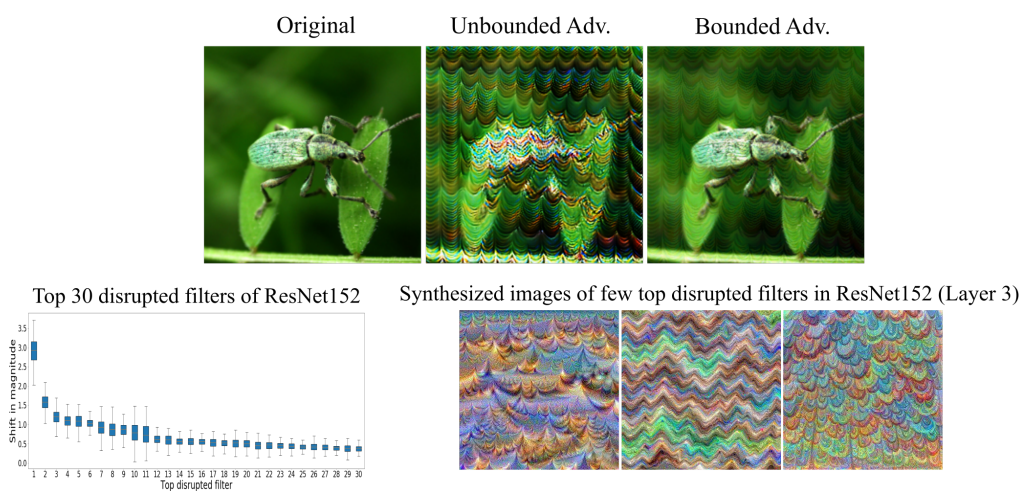 Original
Unbounded Adv.
Bounded Adv.
Top 30 disrupted filters of ResNet152
Synthesized images of few top disrupted filters in ResNet152 (Layer 3)
Shift in magnitude
3.5
3.0
2.5
2.0
1.5
1.0
0.5
0.0
1 2 3 4 5 6 7 8 9 10 11 12 13 14 15 16 17 18 19 20 21 22 23 24 25 26 27 28 29 30
Top disrupted filter